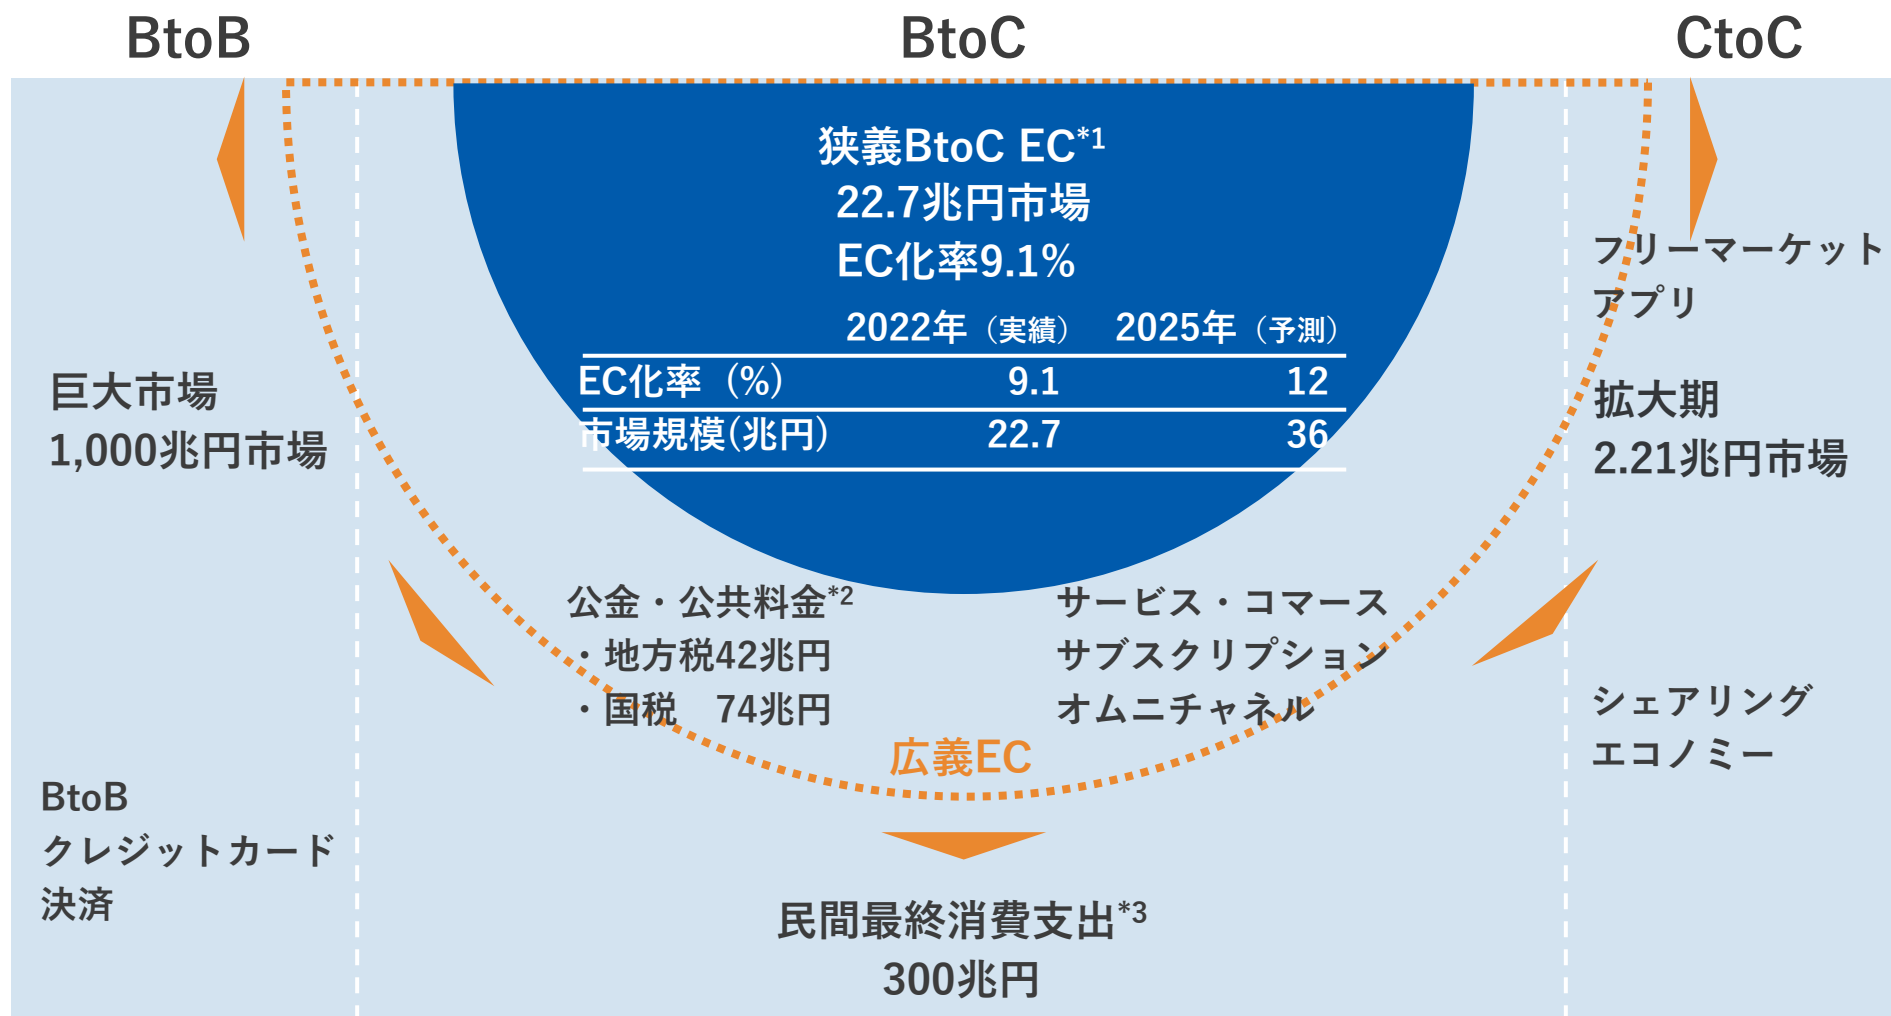 BtoB
BtoC
CtoC
狭義BtoC EC*1
22.7兆円市場
EC化率9.1%
2022年（実績） 2025年（予測）
EC化率（%） 9.1 12
市場規模(兆円) 22.7 36
巨大市場
1,000兆円市場
BtoB
クレジットカード
決済
公金・公共料金*2
・地方税42兆円
・国税　74兆円
サービス・コマース
サブスクリプション
オムニチャネル
広義EC
民間最終消費支出*3
300兆円
フリーマーケット
アプリ
拡大期
2.21兆円市場
シェアリング
エコノミー